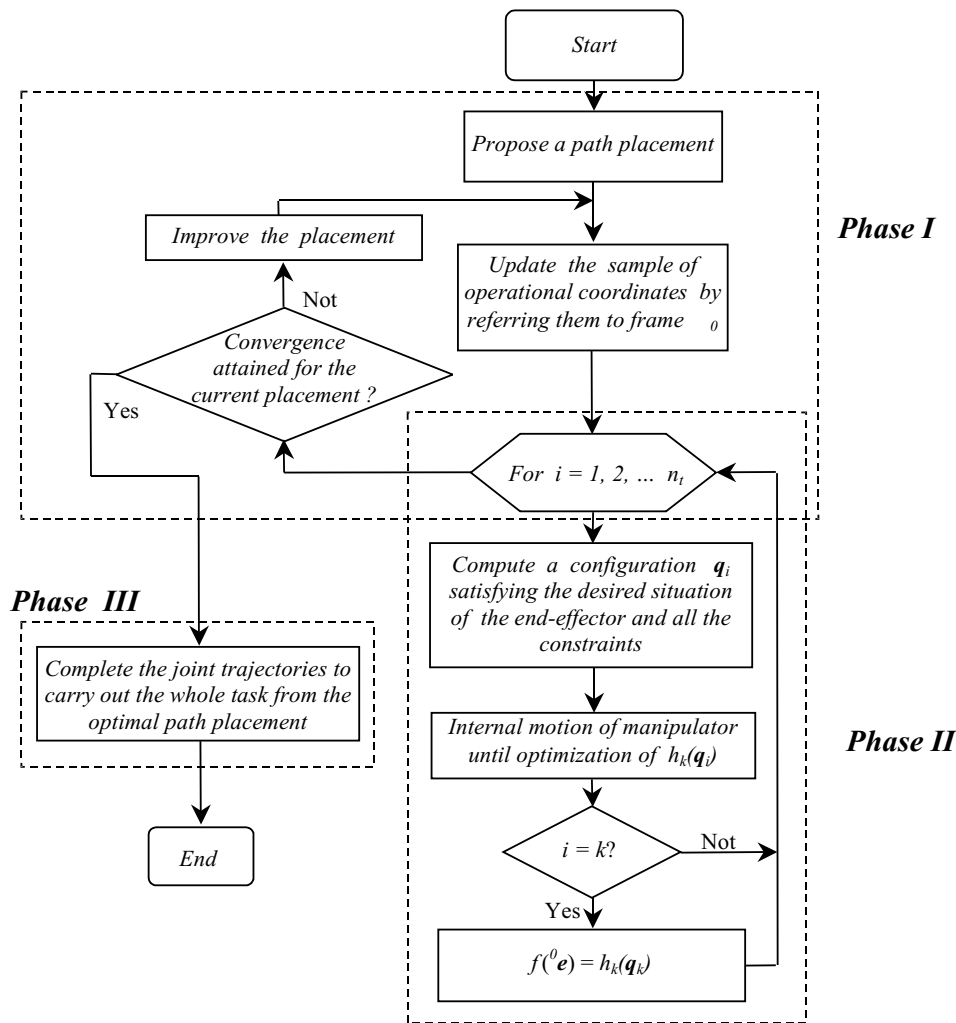 Start
Propose a path placement
Phase I
Improve the placement
Update the sample of
operational coordinates by
referring them to frame 0
Not
Convergence
attained for the
current placement ?
Yes
For i = 1, 2, ... nt
Compute a configuration qi
satisfying the desired situation
of the end-effector and all the
constraints
Phase III
Complete the joint trajectories to
carry out the whole task from the
optimal path placement
Internal motion of manipulator
until optimization of hk(qi)
Phase II
i = k?
Not
End
Yes
f(0e) = hk(qk)